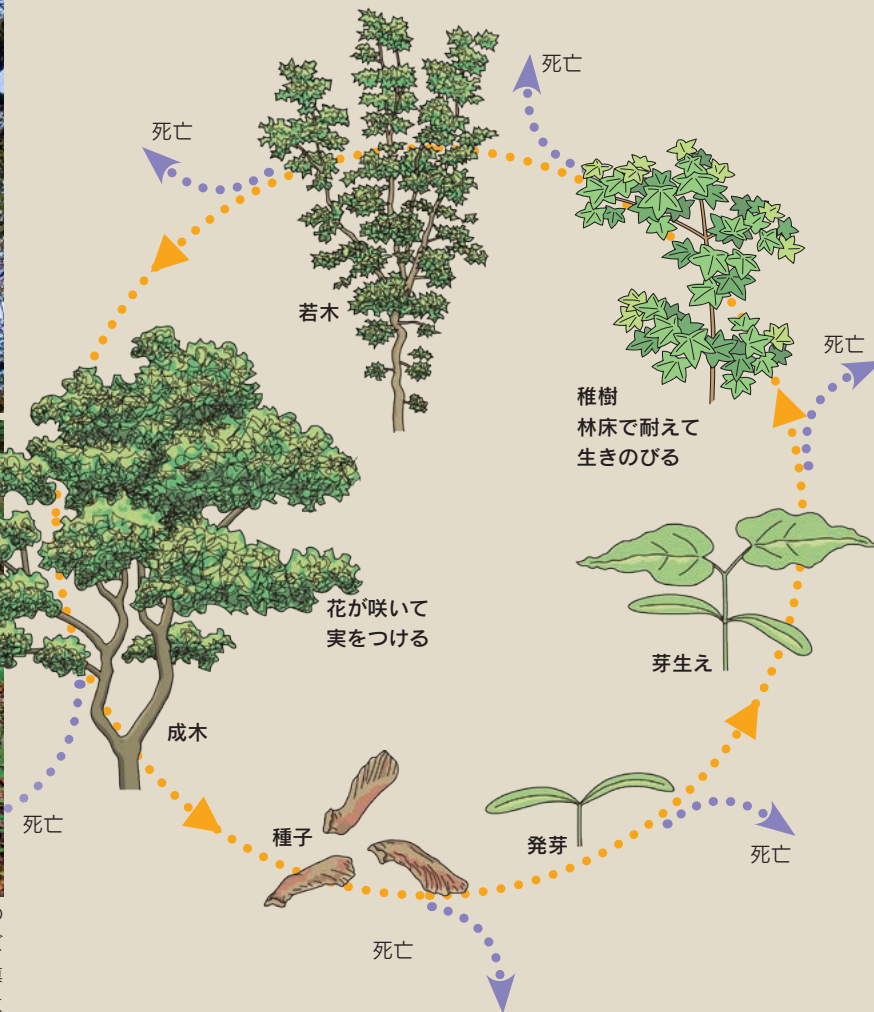 死亡
死亡
若木
死亡
稚樹
林床で耐えて
生きのびる
花が咲いて
実をつける
芽生え
成木
死亡
種子
発芽
死亡
死亡